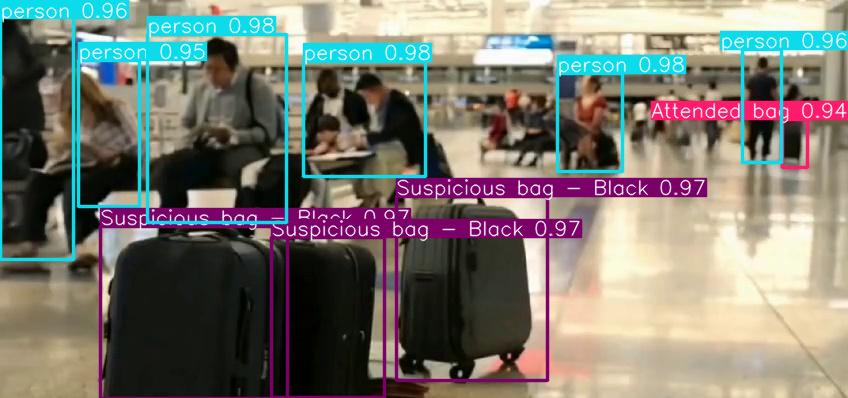 person 0.96
person 0.98
person 0.95
person 0.98
person 0.98
person 0.96
Attended bag 0.94
Suspicious bag - Black 0.97
Suspicious bag - Black 0.97
Suspicious bag - Black 0.97